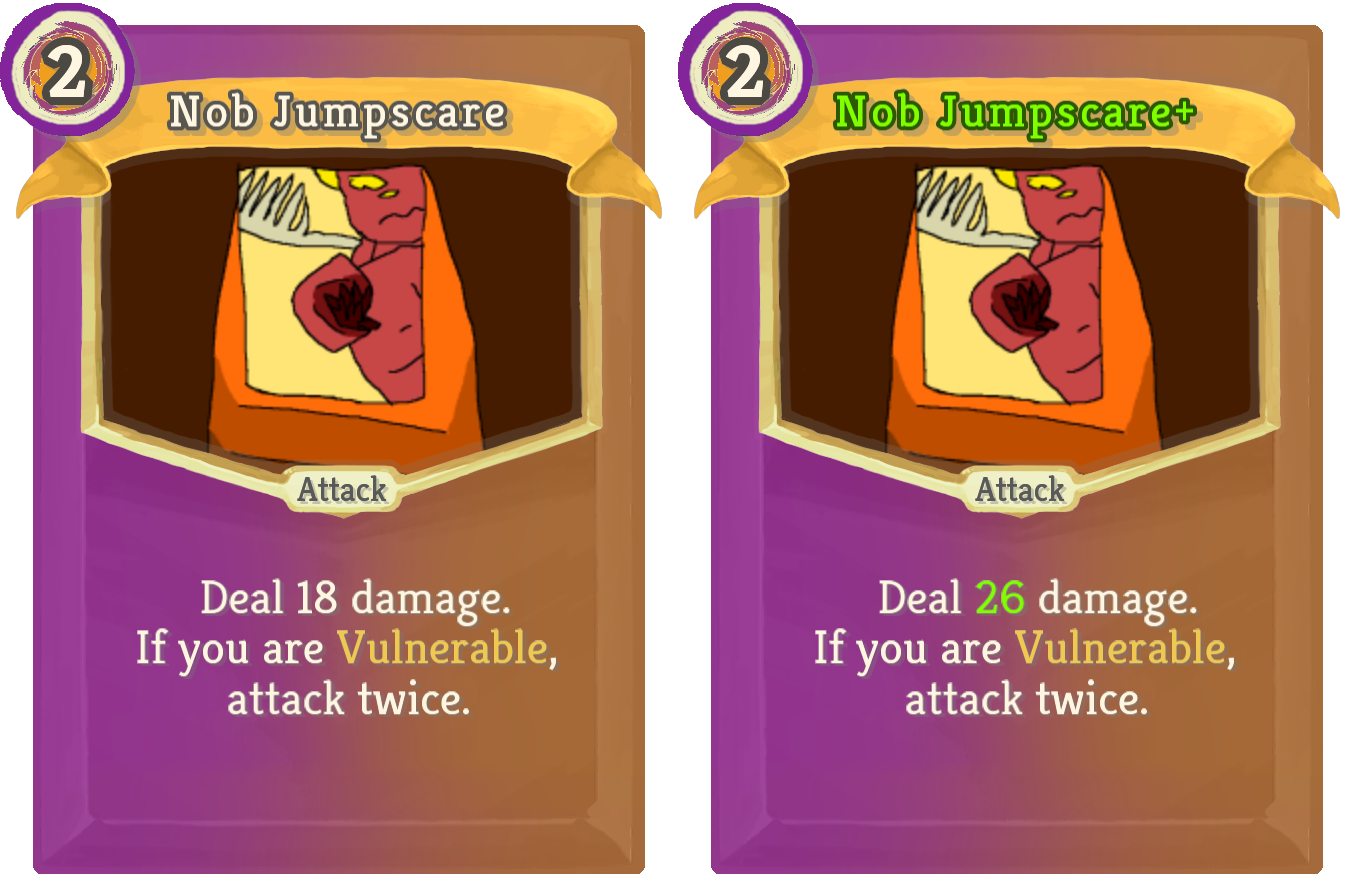 2
Nob Jumpscare
Attack
Deal 18 damage.
If you are Vulnerable,
attack twice.
2
Nob Jumpscare+
Attack
Deal 26 damage.
If you are Vulnerable,
attack twice.